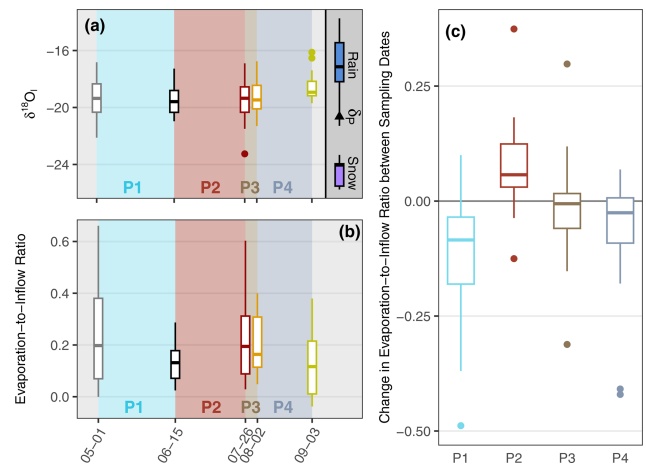 (a)
−16
−20
−24
δ¹⁸Oₗ
P1
P2
P3
P4
Rain
δP
Snow
(b)
0.6
0.4
0.2
0.0
Evaporation−to−Inflow Ratio
P1
P2
P3
P4
05−01
06−15
07−26
08−02
09−03
(c)
0.25
0.00
−0.25
−0.50
Change in Evaporation−to−Inflow Ratio between Sampling Dates
P1
P2
P3
P4